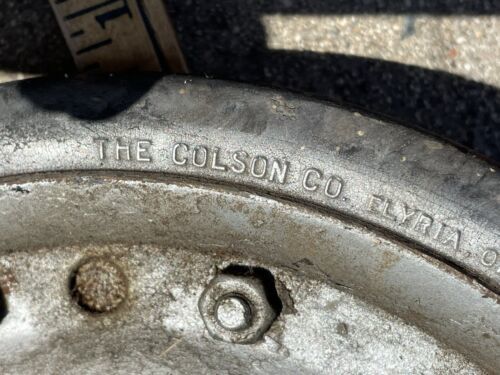 THE COLSON CO. ELYRIA, O